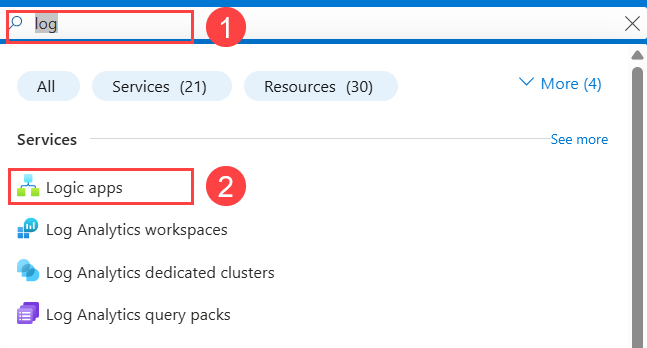 log
1
All
Services (21)
Resources (30)
More (4)
Services
See more
Logic apps
2
Log Analytics workspaces
Log Analytics dedicated clusters
Log Analytics query packs